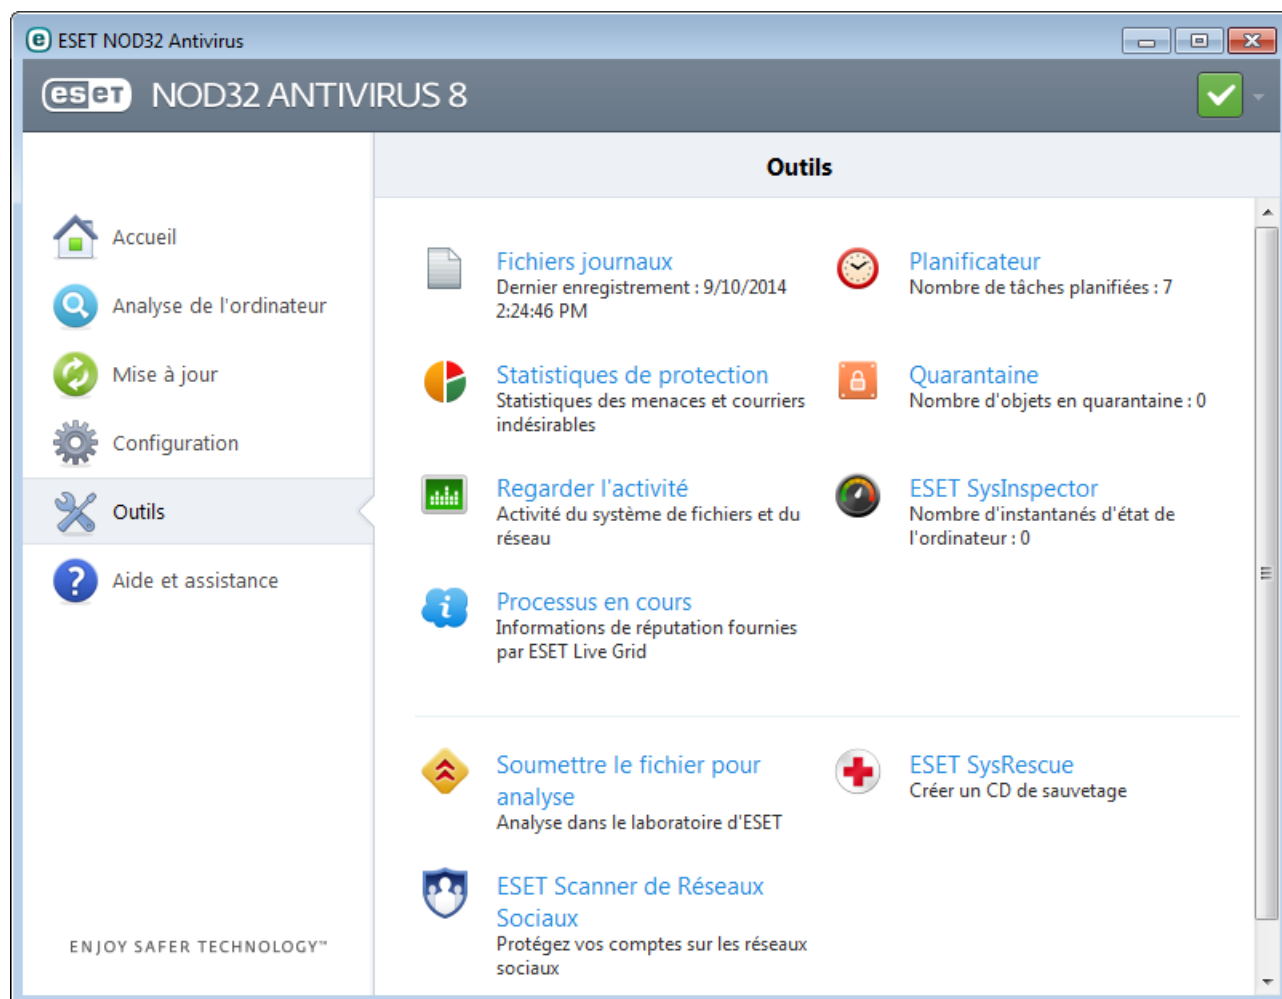 ESET NOD32 Antivirus
eseT NOD32 ANTIVIRUS 8
Outils
Accueil
Analyse de l'ordinateur
Mise à jour
Configuration
Outils
Aide et assistance
Fichiers journaux
Dernier enregistrement : 9/10/2014
2:24:46 PM
Planificateur
Nombre de tâches planifiées : 7
Statistiques de protection
Statistiques des menaces et courriers
indésirables
Quarantaine
Nombre d'objets en quarantaine : 0
Regarder l'activité
Activité du système de fichiers et du
réseau
ESET SysInspector
Nombre d'instantanés d'état de
l'ordinateur : 0
Processus en cours
Informations de réputation fournies
par ESET Live Grid
Soumettre le fichier pour
analyse
Analyse dans le laboratoire d'ESET
ESET SysRescue
Créer un CD de sauvetage
ESET Scanner de Réseaux
Sociaux
Protégez vos comptes sur les réseaux
sociaux
ENJOY SAFER TECHNOLOGY™